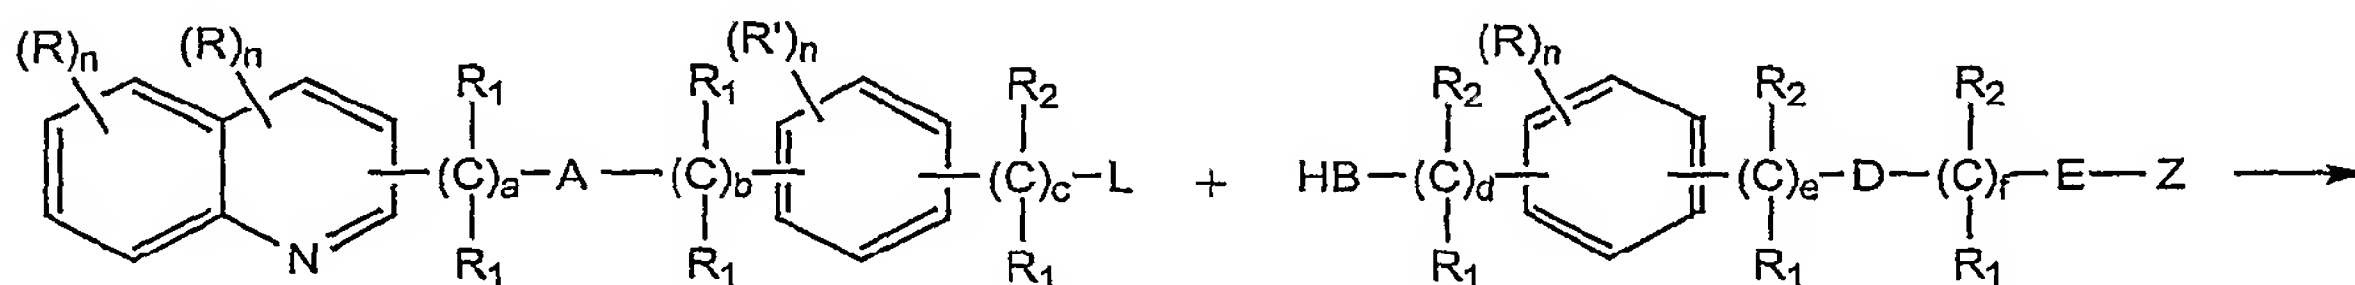 (R)n (R)n R1 R1 (R')n R2 R2 (R)n R2 R2
(C)a—A—(C)b (C)c—L + HB—(C)d (C)e—D—(C)f—E—Z
N R1 R1 R1 R1 R1 R1